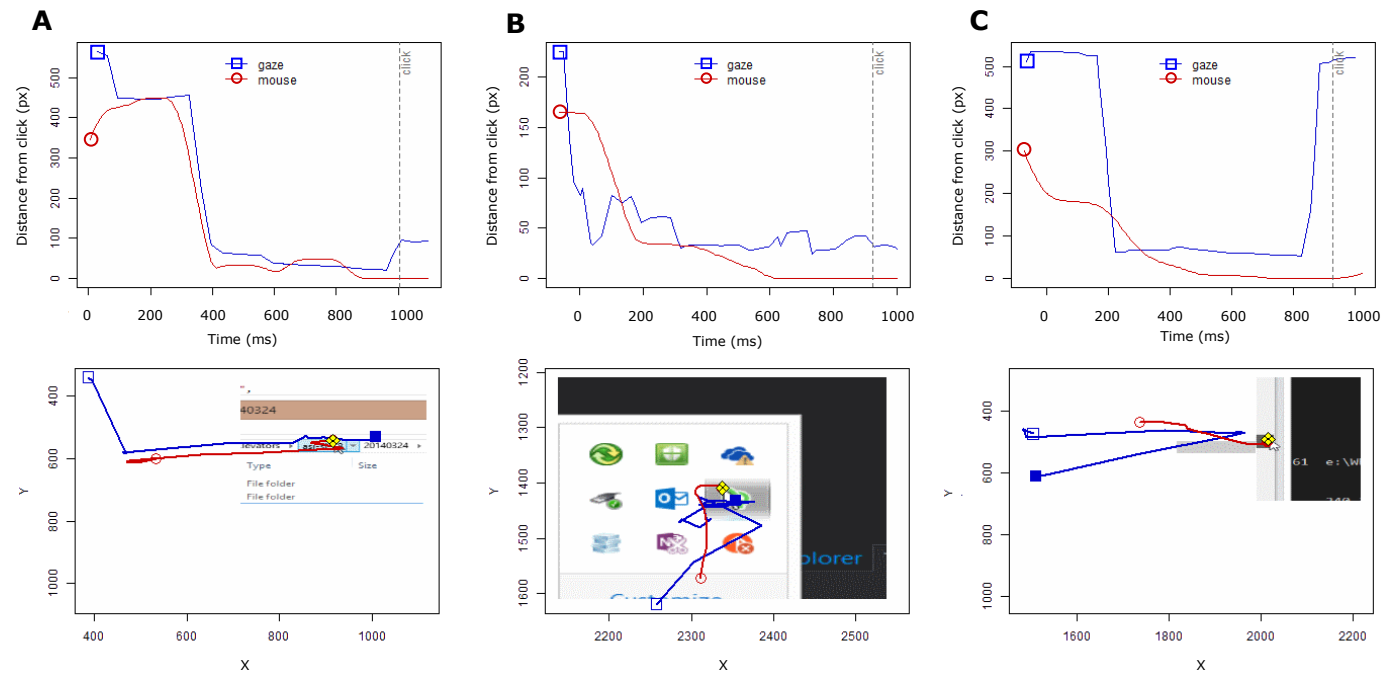 A
gaze
mouse
click
Distance from click (px)
0 100 200 300 400 500
0 200 400 600 800 1000
Time (ms)
B
gaze
mouse
click
Distance from click (px)
0 50 100 150 200
0 200 400 600 800 1000
Time (ms)
C
gaze
mouse
click
Distance from click (px)
0 100 200 300 400 500
0 200 400 600 800 1000
Time (ms)
Y
400 600 800 1000
40324
levators
20140324
Type Size
File folder
File folder
400 600 800 1000
X
Y
1200 1300 1400 1500 1600
plorer
Customize
2200 2300 2400 2500
X
Y
400 600 800 1000
61 e:\W
1600 1800 2000 2200
X